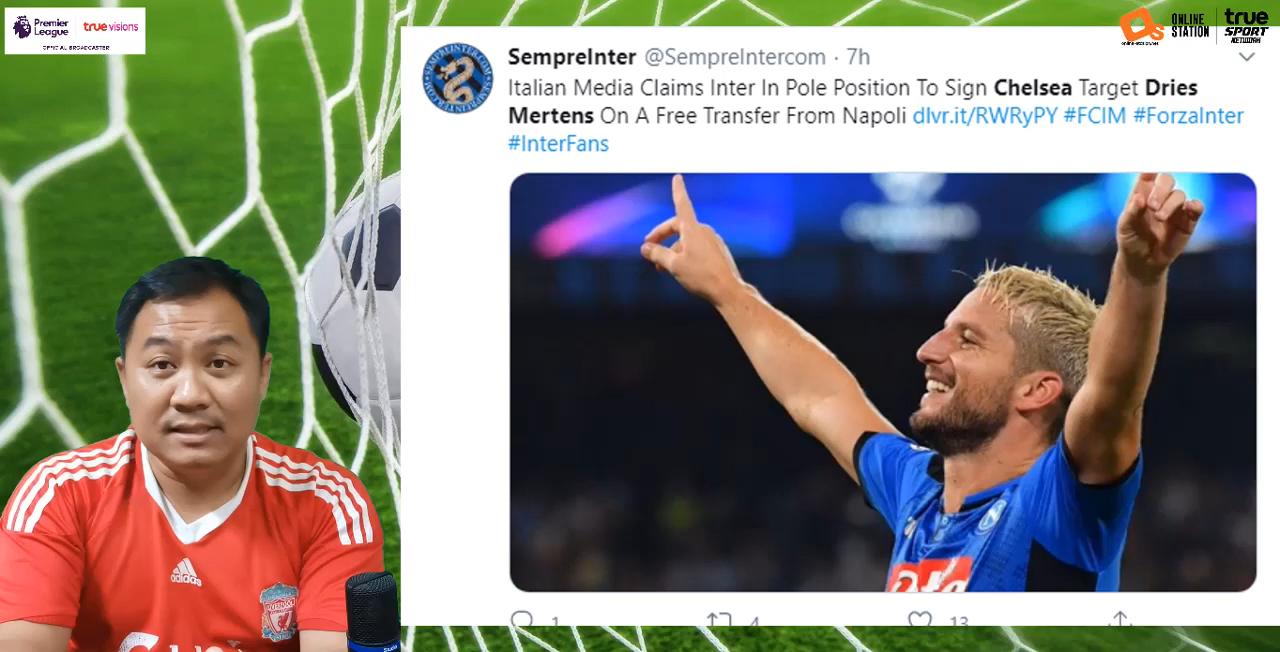 Premier
League
true visions
OFFICIAL BROADCASTER
ONLINE
STATION
true
SPORT
NETWORK
SempreInter @SempreIntercom · 7h
Italian Media Claims Inter In Pole Position To Sign Chelsea Target Dries
Mertens On A Free Transfer From Napoli dlvr.it/RWRyPY #FCIM #ForzaInter
#InterFans
adidas
1 4 13